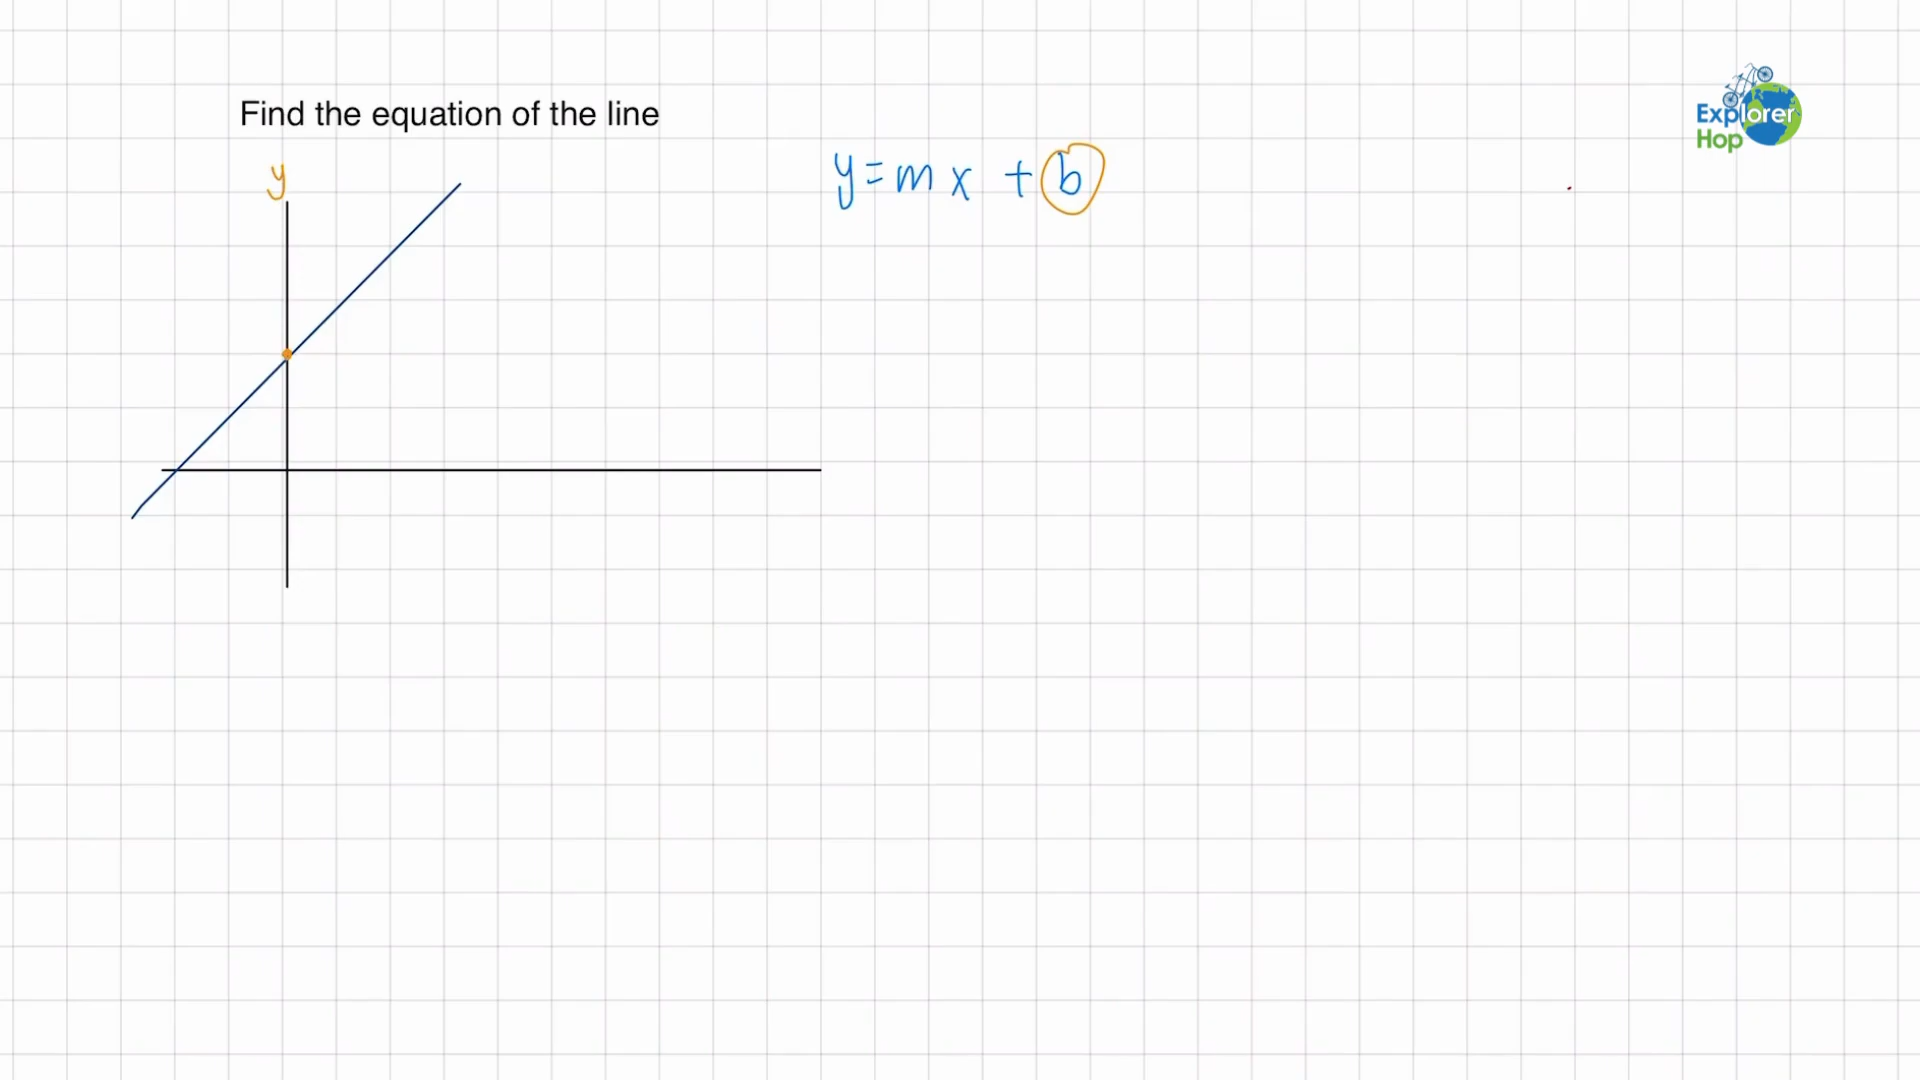 Find the equation of the line
y
y = mx + b
Explorer
Hop